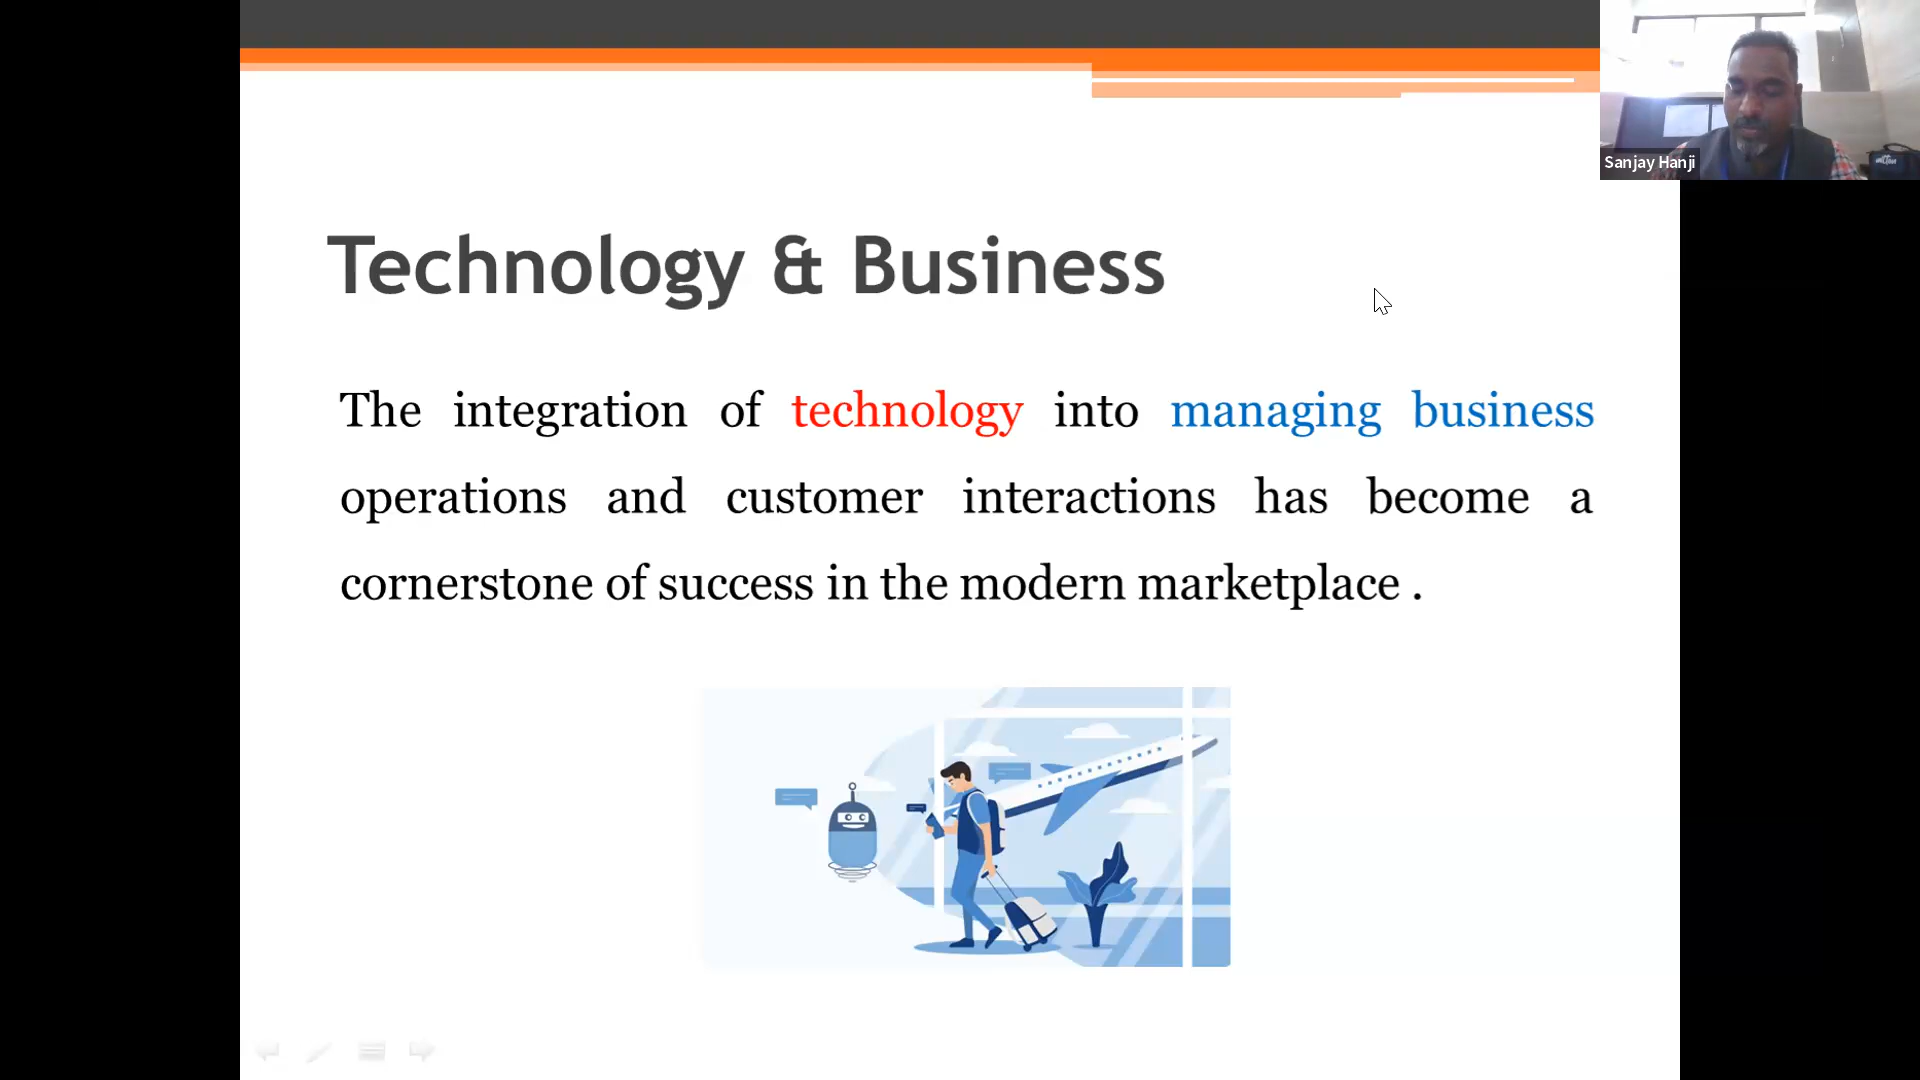 Sanjay Hanji
Technology & Business
The integration of technology into managing business
operations and customer interactions has become a
cornerstone of success in the modern marketplace .